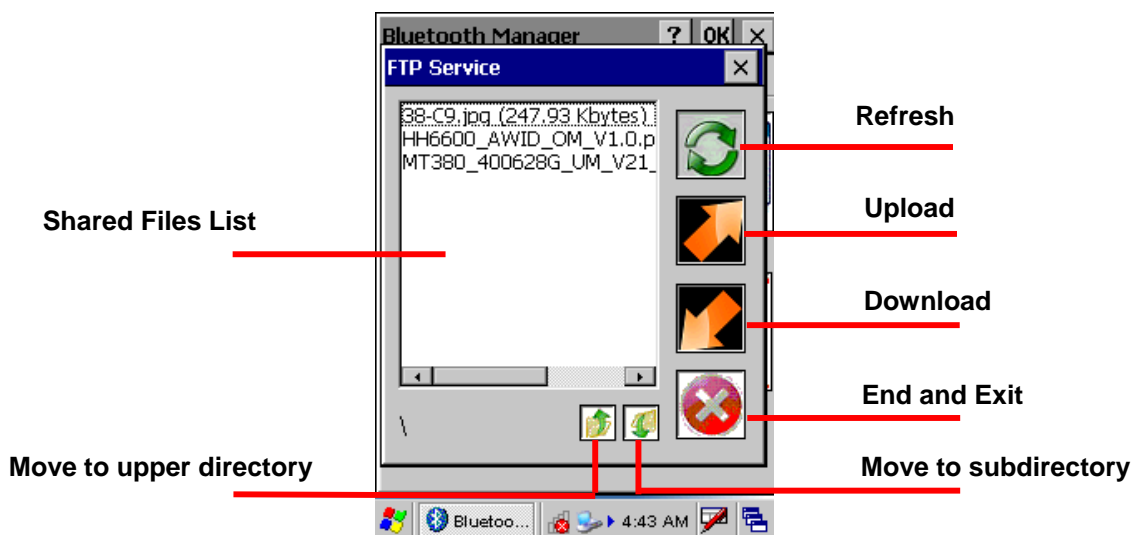 Bluetooth Manager ? OK ×
FTP Service ×
38-C9.jpg (247.93 Kbytes)
HH6600_AWID_OM_V1.0.p
MT380_400628G_UM_V21_
\
Refresh
Upload
Download
End and Exit
Shared Files List
Move to upper directory
Move to subdirectory
Bluetoo... 4:43 AM